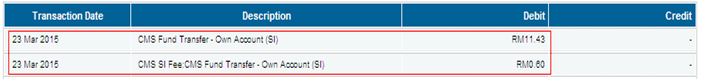 Transaction Date Description Debit Credit
23 Mar 2015 CMS Fund Transfer - Own Account (SI) RM11.43 -
23 Mar 2015 CMS SI Fee:CMS Fund Transfer - Own Account (SI) RM0.60 -